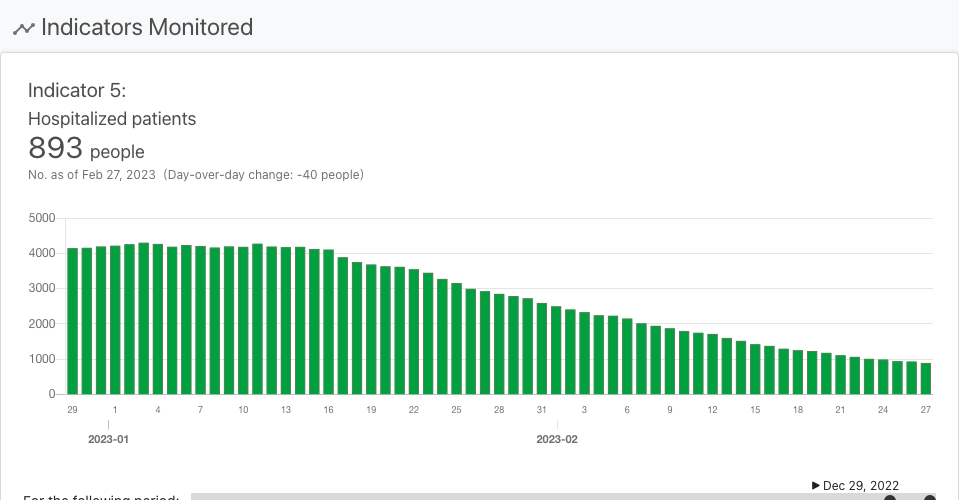 Indicators Monitored
Indicator 5:
Hospitalized patients
893 people
No. as of Feb 27, 2023 (Day-over-day change: -40 people)
5000
4000
3000
2000
1000
0
29 1 4 7 10 13 16 19 22 25 28 31 3 6 9 12 15 18 21 24 27
2023-01 2023-02
▶ Dec 29, 2022
For the following period: